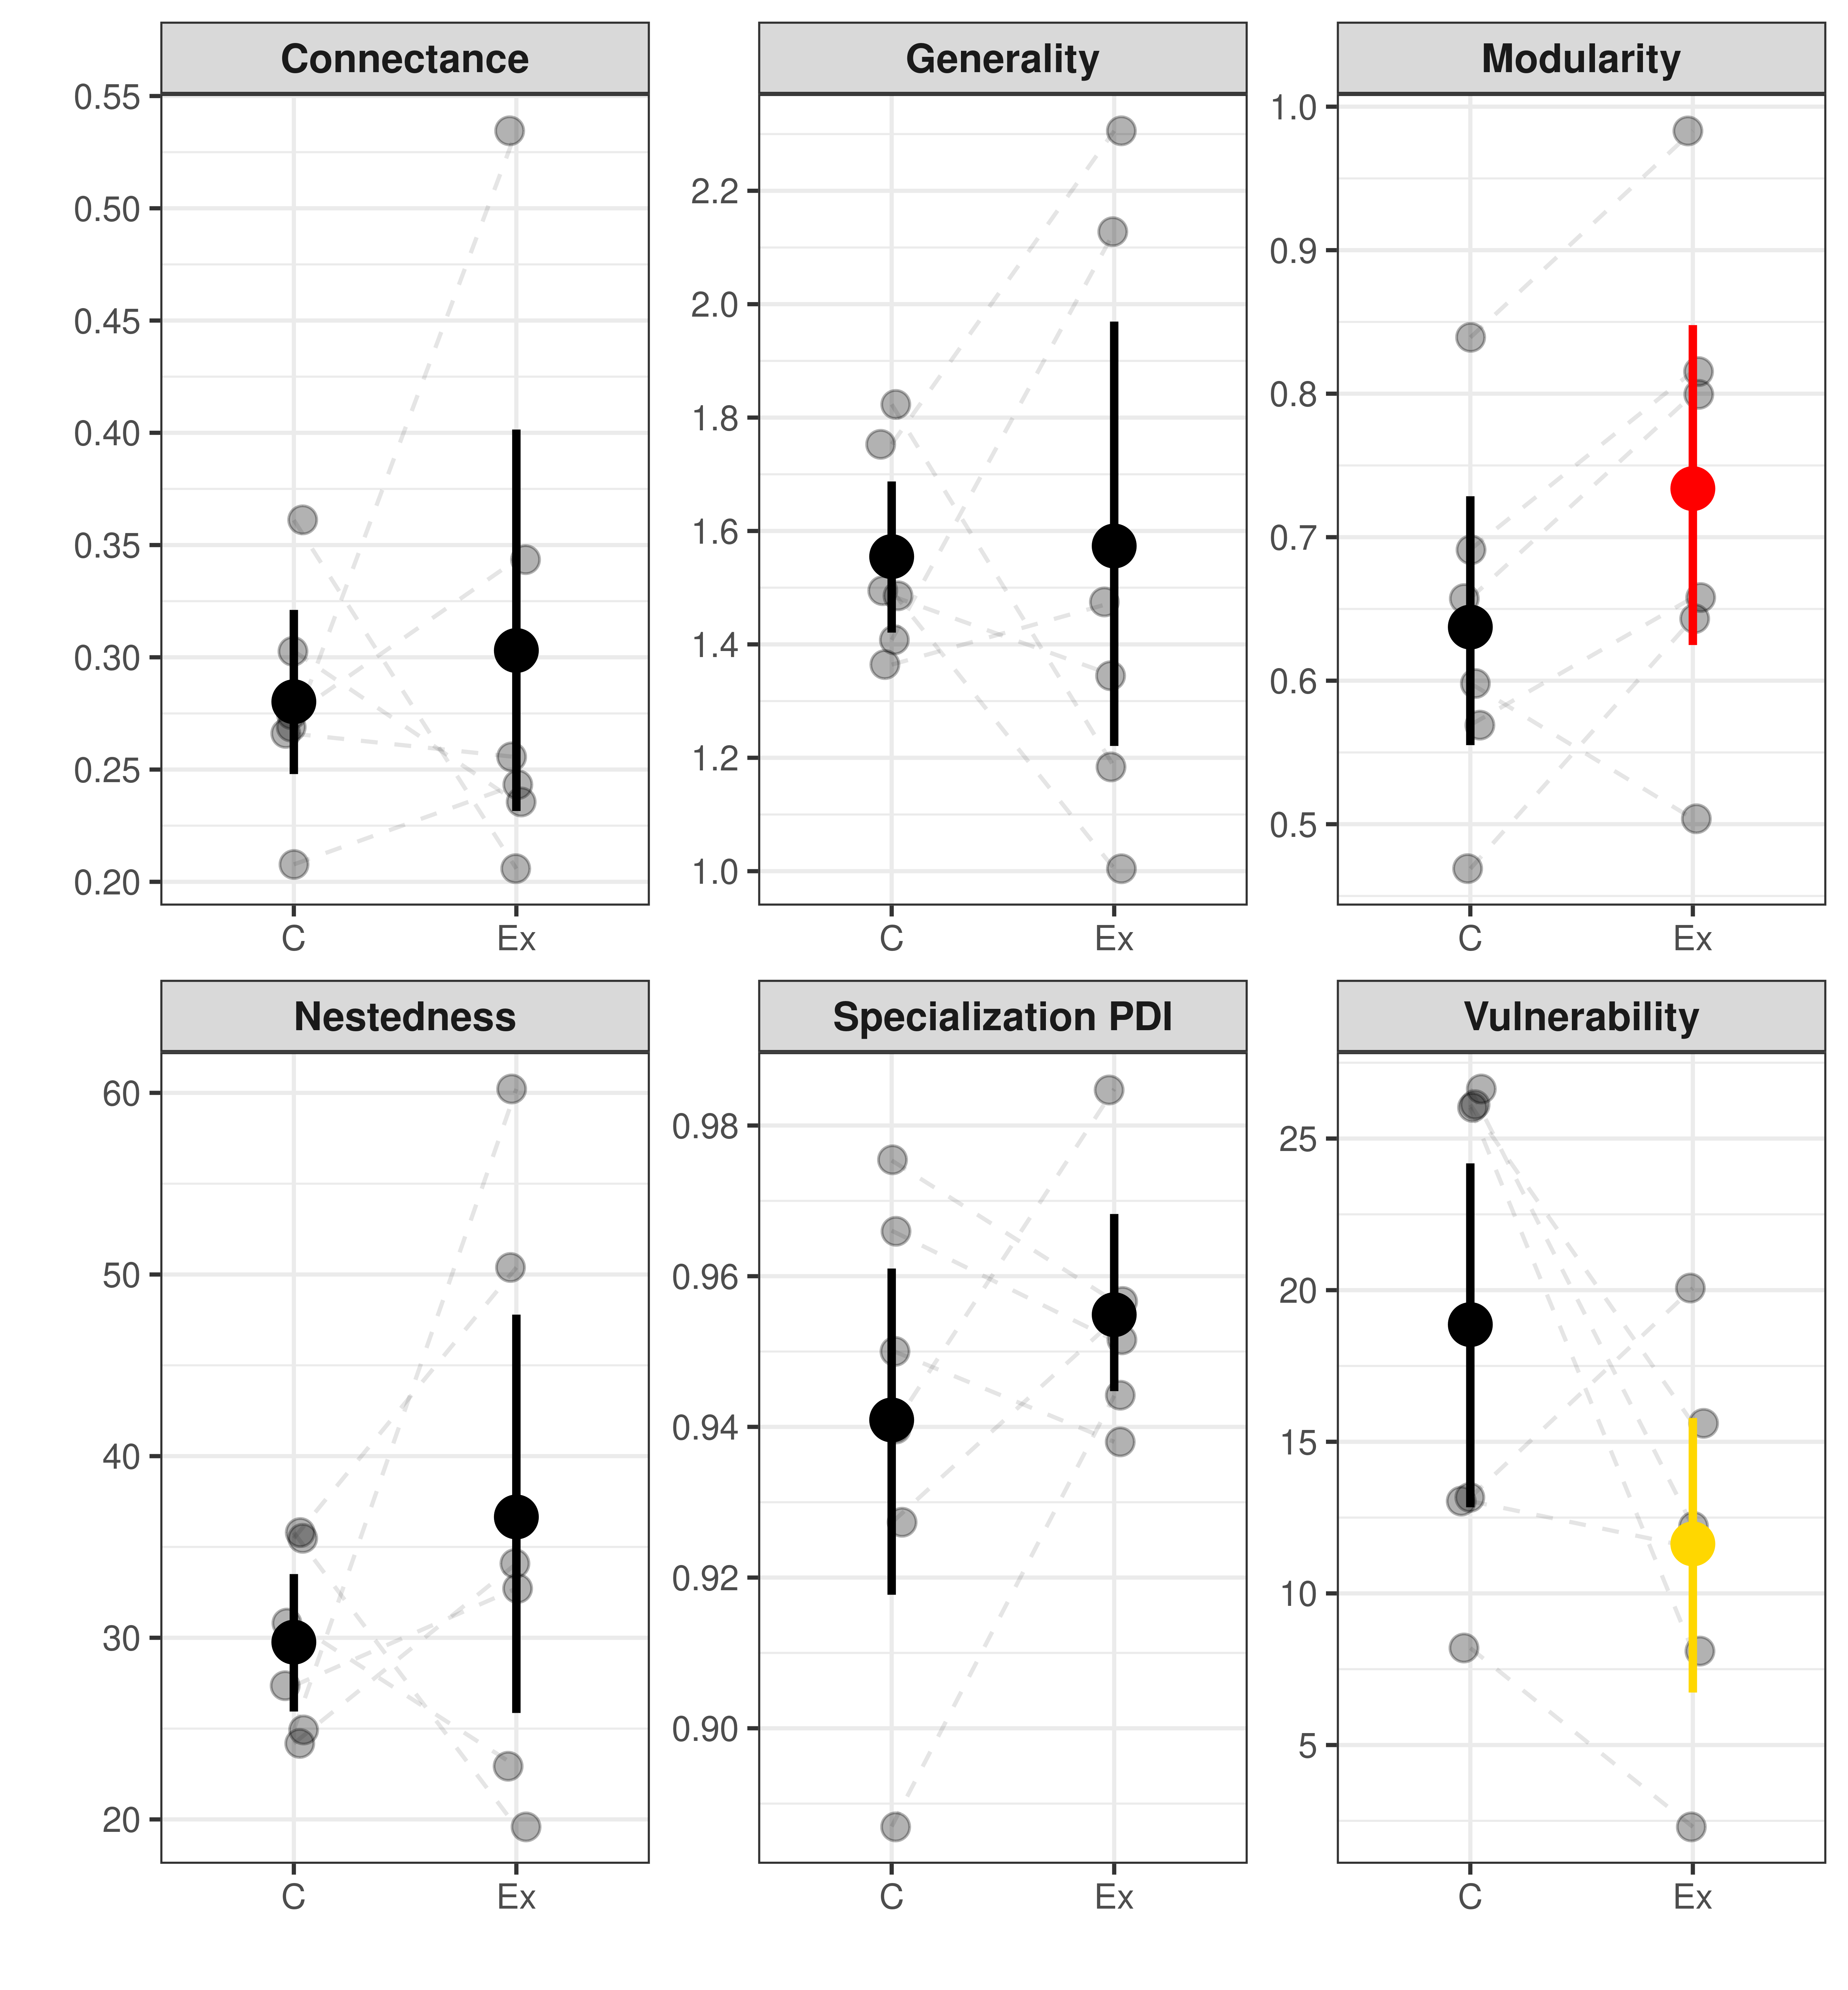 Connectance
Generality
Modularity
0.55
0.50
0.45
0.40
0.35
0.30
0.25
0.20
2.2
2.0
1.8
1.6
1.4
1.2
1.0
1.0
0.9
0.8
0.7
0.6
0.5
C
Ex
C
Ex
C
Ex
Nestedness
Specialization PDI
Vulnerability
60
50
40
30
20
0.98
0.96
0.94
0.92
0.90
25
20
15
10
5
C
Ex
C
Ex
C
Ex